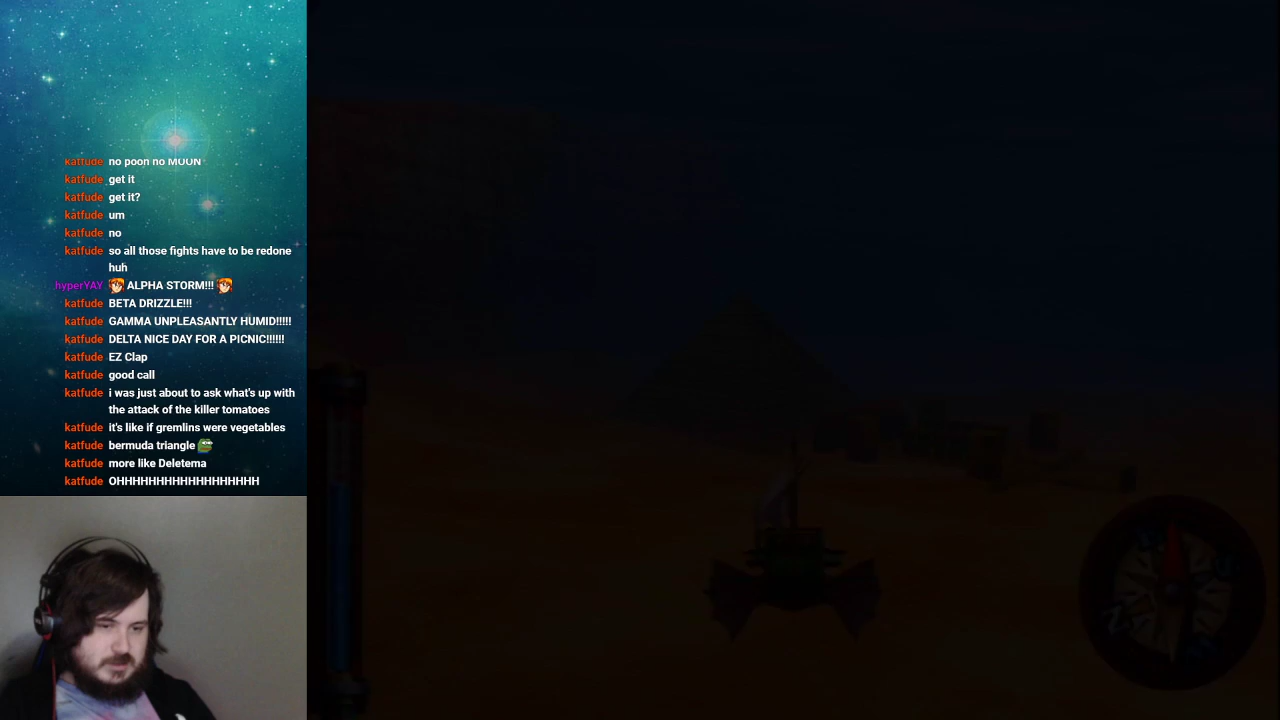 katfude no poon no MOON
katfude get it
katfude get it?
katfude um
katfude no
katfude so all those fights have to be redone
huh
hyperYAY ALPHA STORM!!!
katfude BETA DRIZZLE!!!
katfude GAMMA UNPLEASANTLY HUMID!!!!!
katfude DELTA NICE DAY FOR A PICNIC!!!!!!
katfude EZ Clap
katfude good call
katfude i was just about to ask what's up with
the attack of the killer tomatoes
katfude it's like if gremlins were vegetables
katfude bermuda triangle
katfude more like Deletema
katfude OHHHHHHHHHHHHHHHHHH